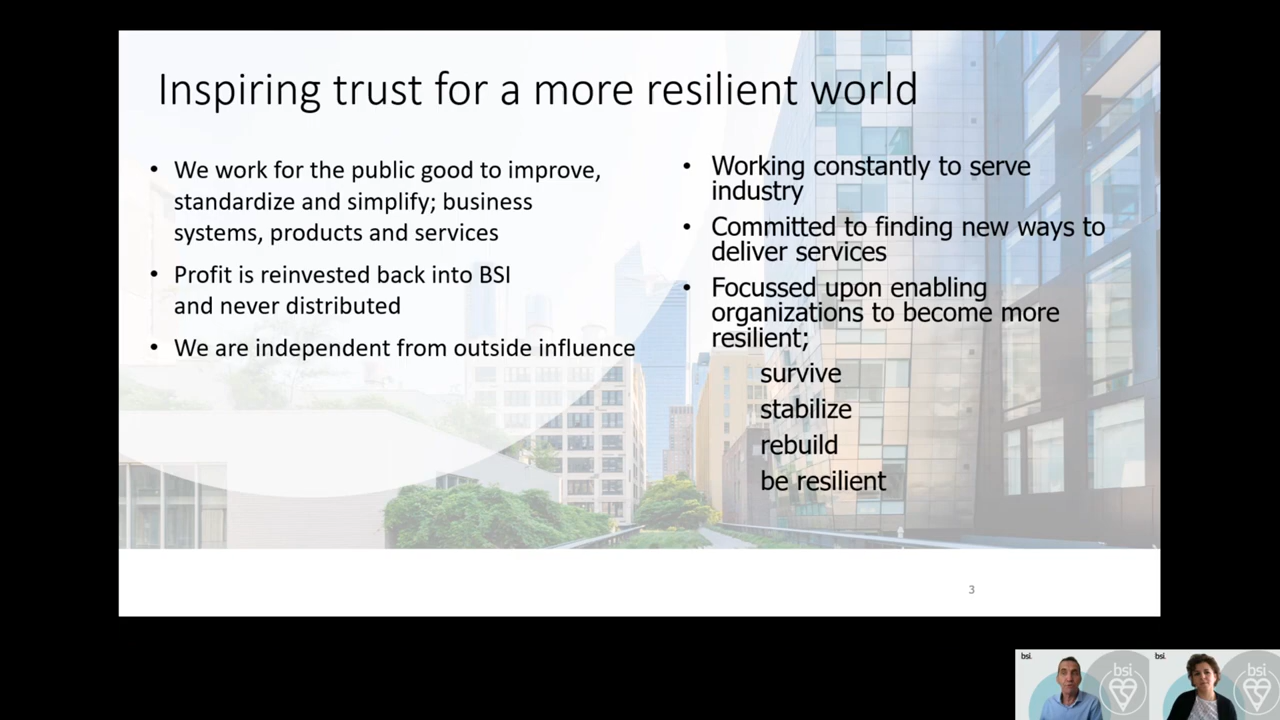 Inspiring trust for a more resilient world
• We work for the public good to improve,
standardize and simplify; business
systems, products and services
• Profit is reinvested back into BSI
and never distributed
• We are independent from outside influence
• Working constantly to serve
industry
• Committed to finding new ways to
deliver services
• Focussed upon enabling
organizations to become more
resilient;
survive
stabilize
rebuild
be resilient
3
bsi.
bsi
bsi.
bsi